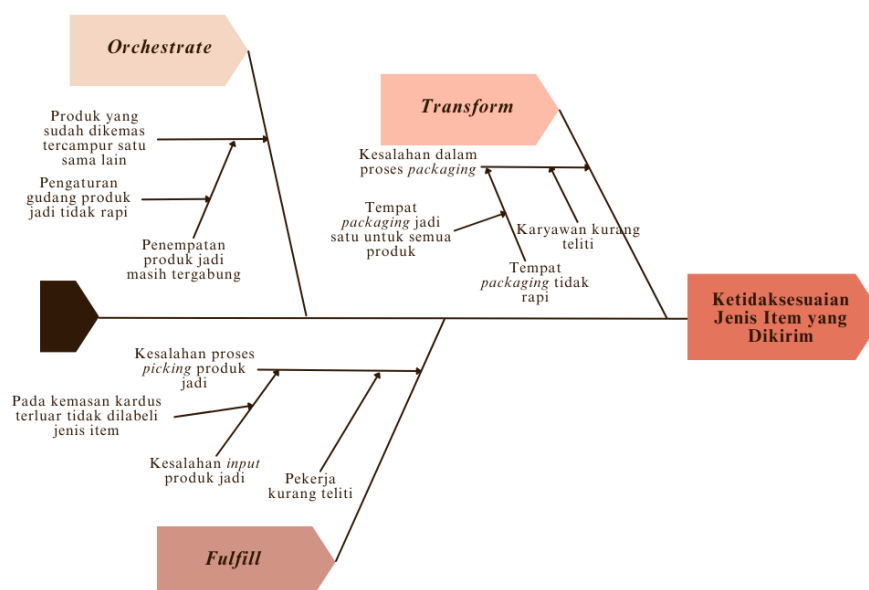 Orchestrate
Produk yang
sudah dikemas
tercampur satu
sama lain
Pengaturan
gudang produk
jadi tidak rapi
Penempatan
produk jadi
masih tergabung
Transform
Kesalahan dalam
proses packaging
Tempat
packaging jadi
satu untuk semua
produk
Karyawan kurang
teliti
Tempat
packaging tidak
rapi
Ketidaksesuaian
Jenis Item yang
Dikirim
Kesalahan proses
picking produk
jadi
Pada kemasan kardus
terluar tidak dilabeli
jenis item
Kesalahan input
produk jadi
Pekerja
kurang teliti
Fulfill